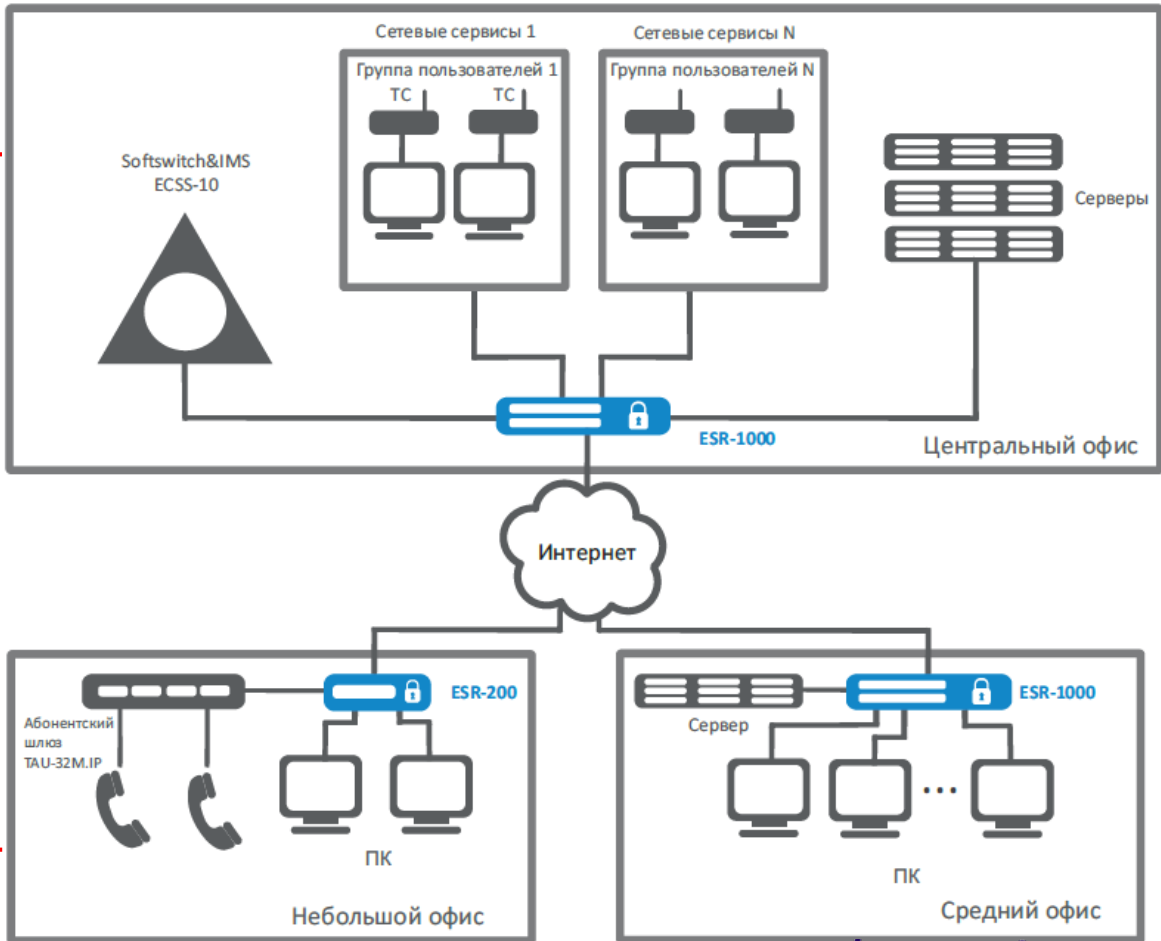 Сетевые сервисы 1
Сетевые сервисы N
Группа пользователей 1
ТС
ТС
Группа пользователей N
Softswitch&IMS
ECSS-10
Серверы
ESR-1000
Центральный офис
Интернет
ESR-200
Абонентский
шлюз
TAU-32M.IP
ПК
Небольшой офис
ESR-1000
Сервер
...
ПК
Средний офис